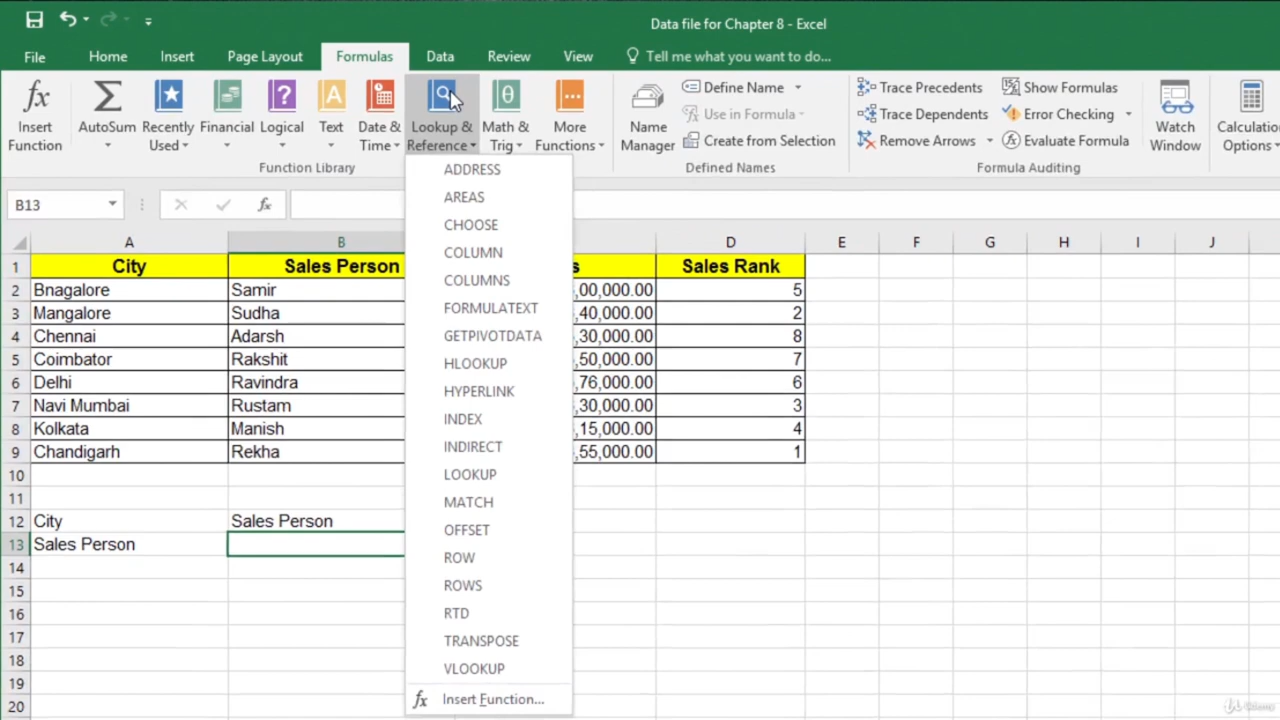 Data file for Chapter 8 - Excel
File Home Insert Page Layout Formulas Data Review View Tell me what you want to do...
fx Insert Function
Σ AutoSum
Recently Used
Financial
Logical
Text
Date & Time
Lookup & Reference
Math & Trig
More Functions
Function Library
Name Manager
Define Name
Use in Formula
Create from Selection
Defined Names
Trace Precedents
Trace Dependents
Remove Arrows
Show Formulas
Error Checking
Evaluate Formula
Formula Auditing
Watch Window
Calculation Options
B13 fx
ADDRESS
AREAS
CHOOSE
COLUMN
COLUMNS
FORMULATEXT
GETPIVOTDATA
HLOOKUP
HYPERLINK
INDEX
INDIRECT
LOOKUP
MATCH
OFFSET
ROW
ROWS
RTD
TRANSPOSE
VLOOKUP
fx Insert Function...
A B D E F G H I J
1 City Sales Person s Sales Rank
2 Bnagalore Samir ,00,000.00 5
3 Mangalore Sudha ,40,000.00 2
4 Chennai Adarsh ,30,000.00 8
5 Coimbator Rakshit ,50,000.00 7
6 Delhi Ravindra ,76,000.00 6
7 Navi Mumbai Rustam ,30,000.00 3
8 Kolkata Manish ,15,000.00 4
9 Chandigarh Rekha ,55,000.00 1
10
11
12 City Sales Person
13 Sales Person
14
15
16
17
18
19
20
Udemy